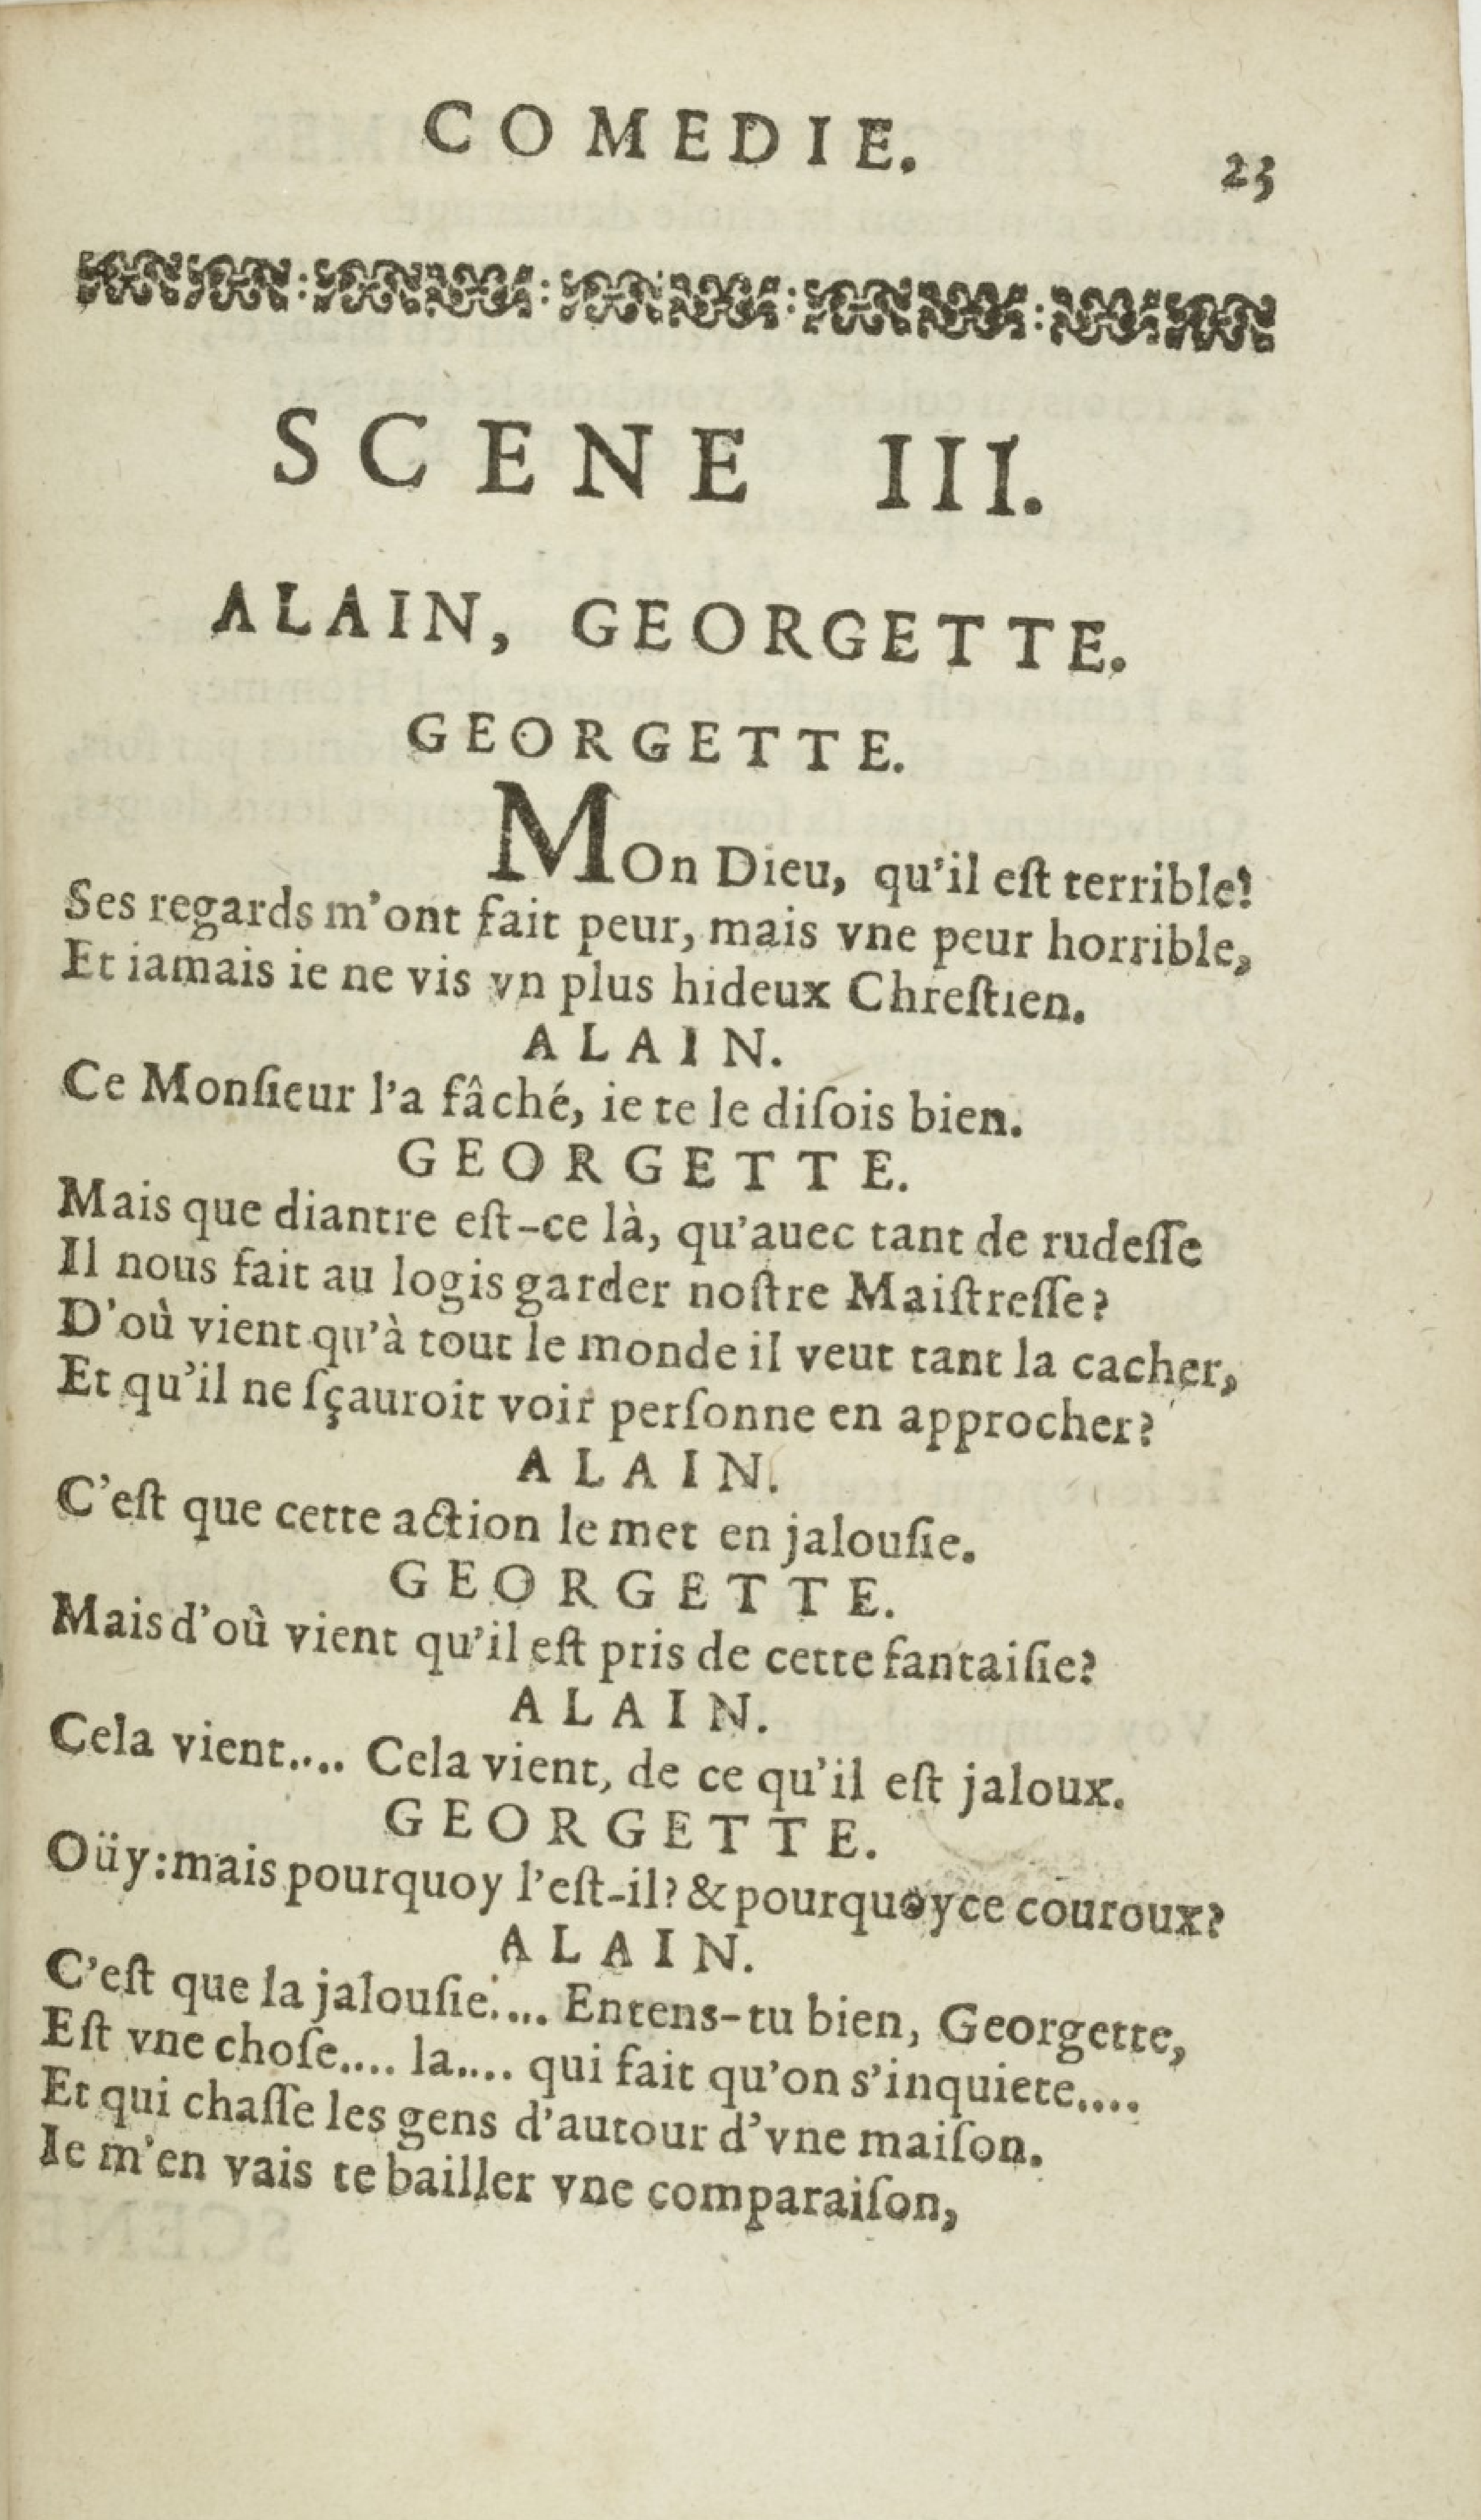 COMEDIE. 23
SCENE III.
ALAIN, GEORGETTE.
GEORGETTE.
MOn Dieu, qu'il eſt terrible!
Ses regards m'ont fait peur, mais vne peur horrible,
Et iamais ie ne vis vn plus hideux Chreſtien.
ALAIN.
Ce Monſieur l'a fâché, ie te le diſois bien.
GEORGETTE.
Mais que diantre eſt-ce là, qu'auec tant de rudeſſe
Il nous fait au logis garder noſtre Maiſtreſſe?
D'où vient qu'à tout le monde il veut tant la cacher,
Et qu'il ne ſçauroit voir perſonne en approcher?
ALAIN.
C'eſt que cette action le met en jalouſie.
GEORGETTE.
Mais d'où vient qu'il eſt pris de cette fantaiſie?
ALAIN.
Cela vient.... Cela vient, de ce qu'il eſt jaloux.
GEORGETTE.
Oüy: mais pourquoy l'eſt-il? & pourquoy ce couroux?
ALAIN.
C'eſt que la jalouſie.... Entens-tu bien, Georgette,
Eſt vne choſe.... la.... qui fait qu'on s'inquiete....
Et qui chaſſe les gens d'autour d'vne maiſon.
Ie m'en vais te bailler vne comparaiſon,